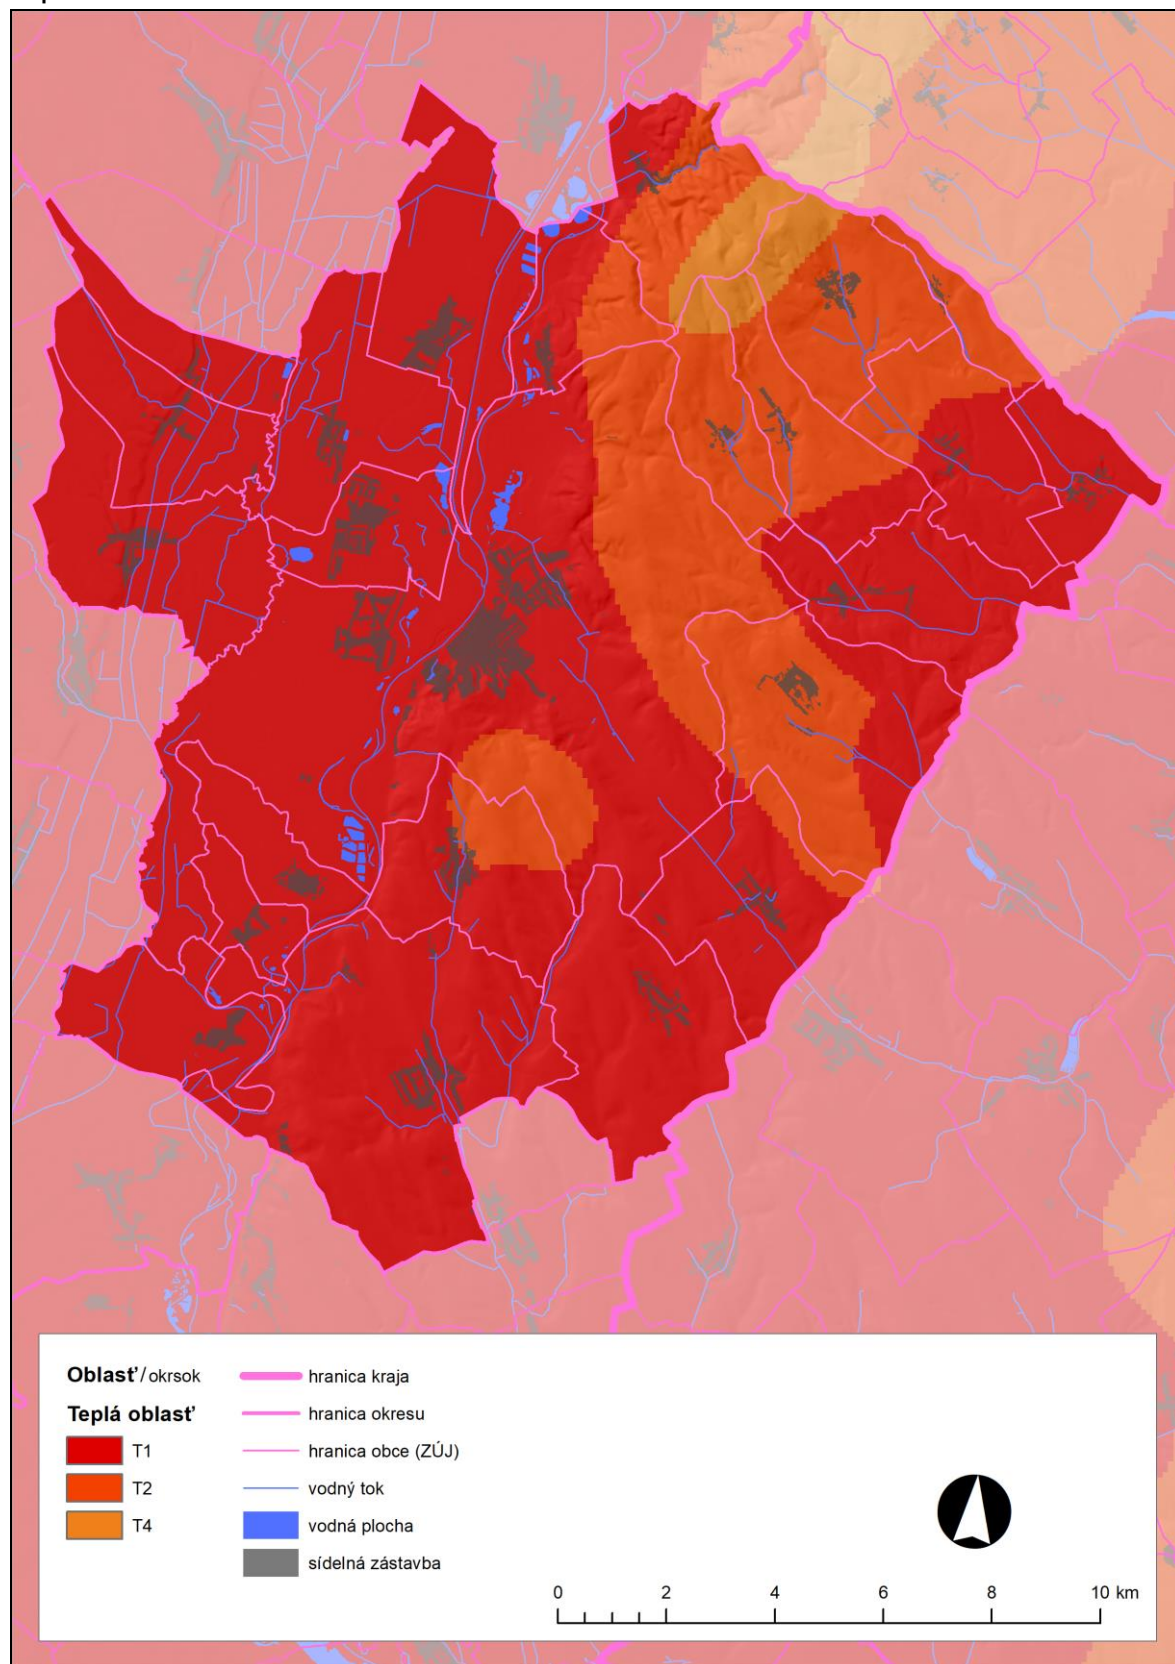 Oblasť/okrsok
Teplá oblasť
T1
T2
T4
hranica kraja
hranica okresu
hranica obce (ZÚJ)
vodný tok
vodná plocha
sídelná zástavba
0 2 4 6 8 10 km